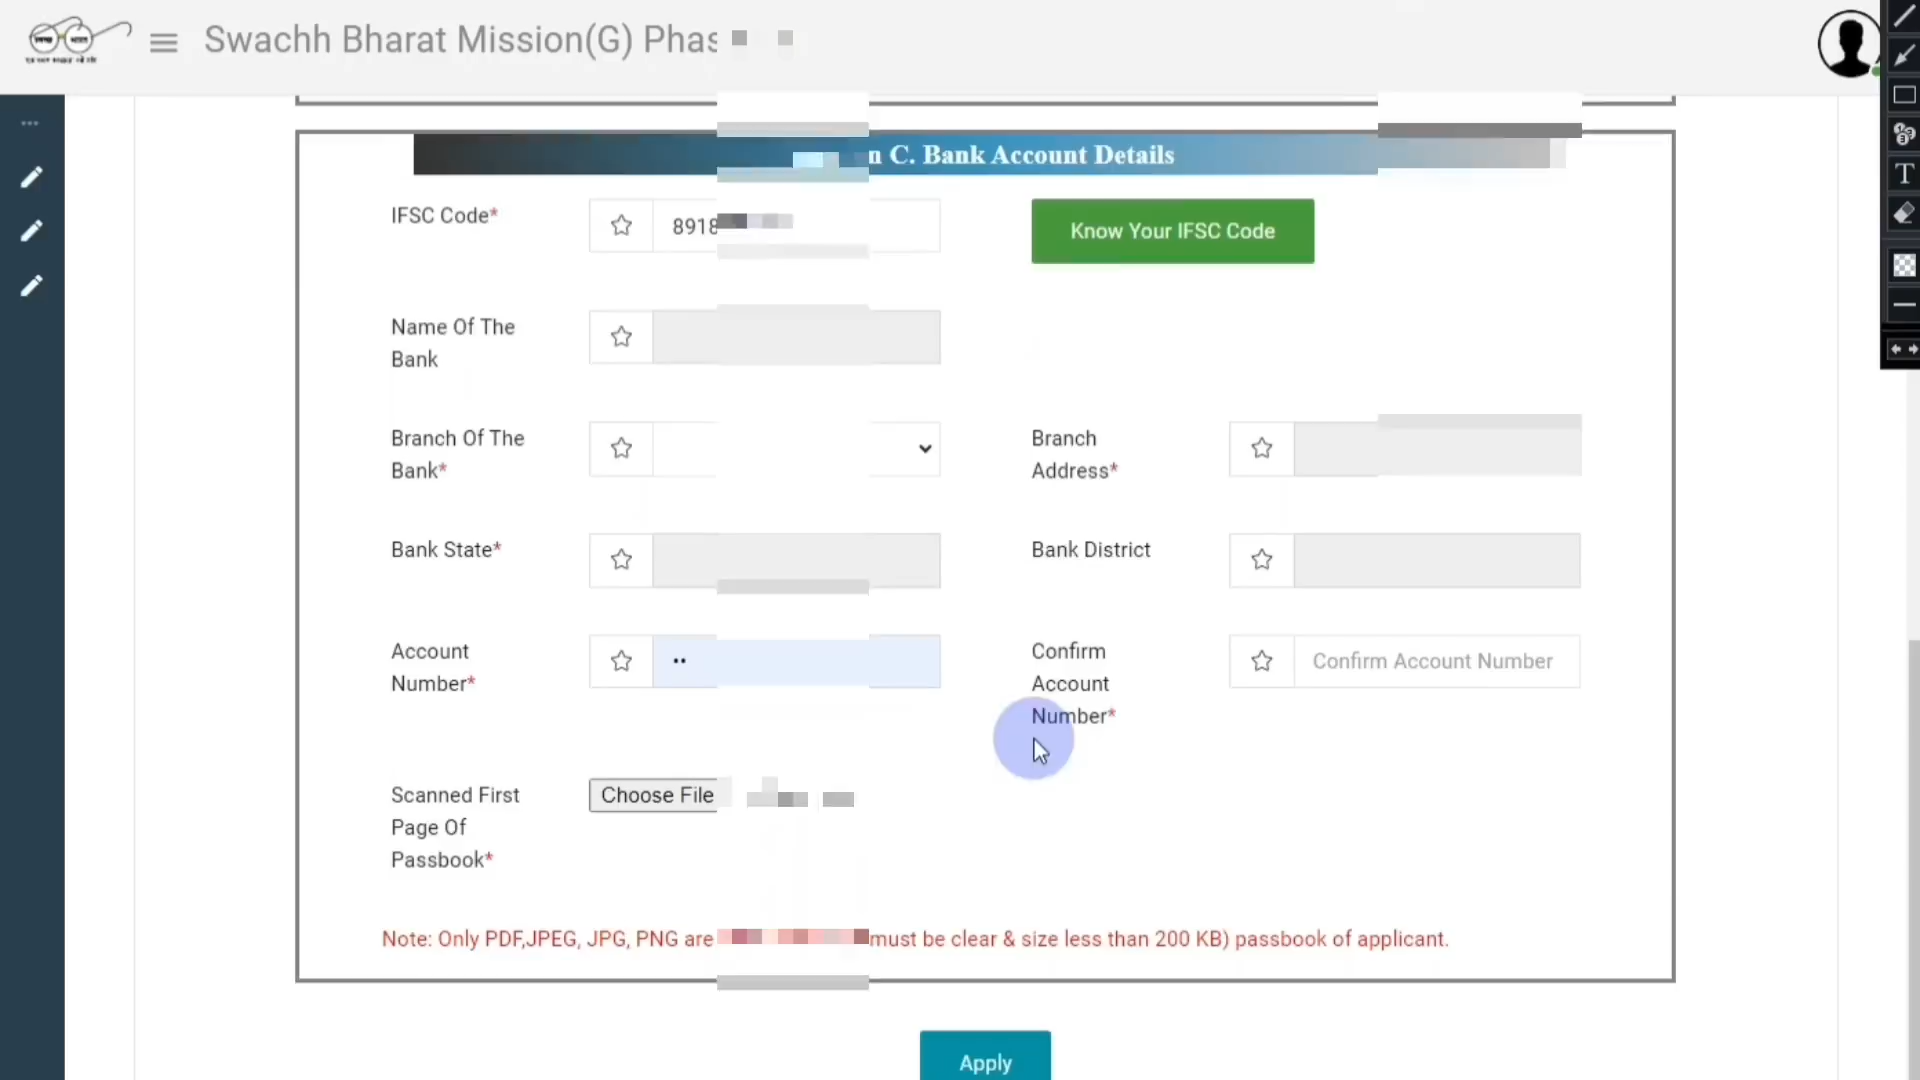 Swachh Bharat Mission(G)
C. Bank Account Details
IFSC Code*
8918
Know Your IFSC Code
Name Of The
Bank
Branch Of The
Bank*
Branch
Address*
Bank State*
Bank District
Account
Number*
••
Confirm
Account
Number*
Confirm Account Number
Scanned First
Page Of
Passbook*
Choose File
Note: Only PDF,JPEG, JPG, PNG are must be clear & size less than 200 KB) passbook of applicant.
Apply
T